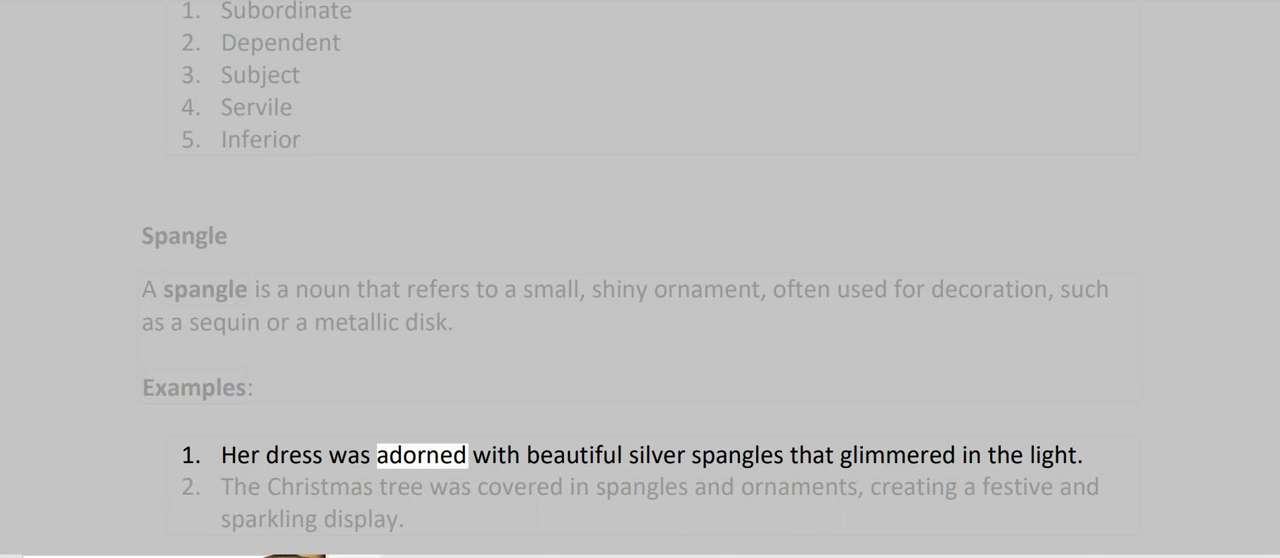 1. Subordinate
2. Dependent
3. Subject
4. Servile
5. Inferior
Spangle
A spangle is a noun that refers to a small, shiny ornament, often used for decoration, such
as a sequin or a metallic disk.
Examples:
1. Her dress was adorned with beautiful silver spangles that glimmered in the light.
2. The Christmas tree was covered in spangles and ornaments, creating a festive and
sparkling display.